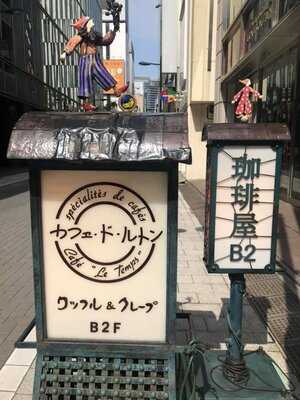 spécialités de cafés
カフェ・ド・ルトン
Café "Le Temps"
ワッフル & クレープ
B2F
珈琲屋
B2